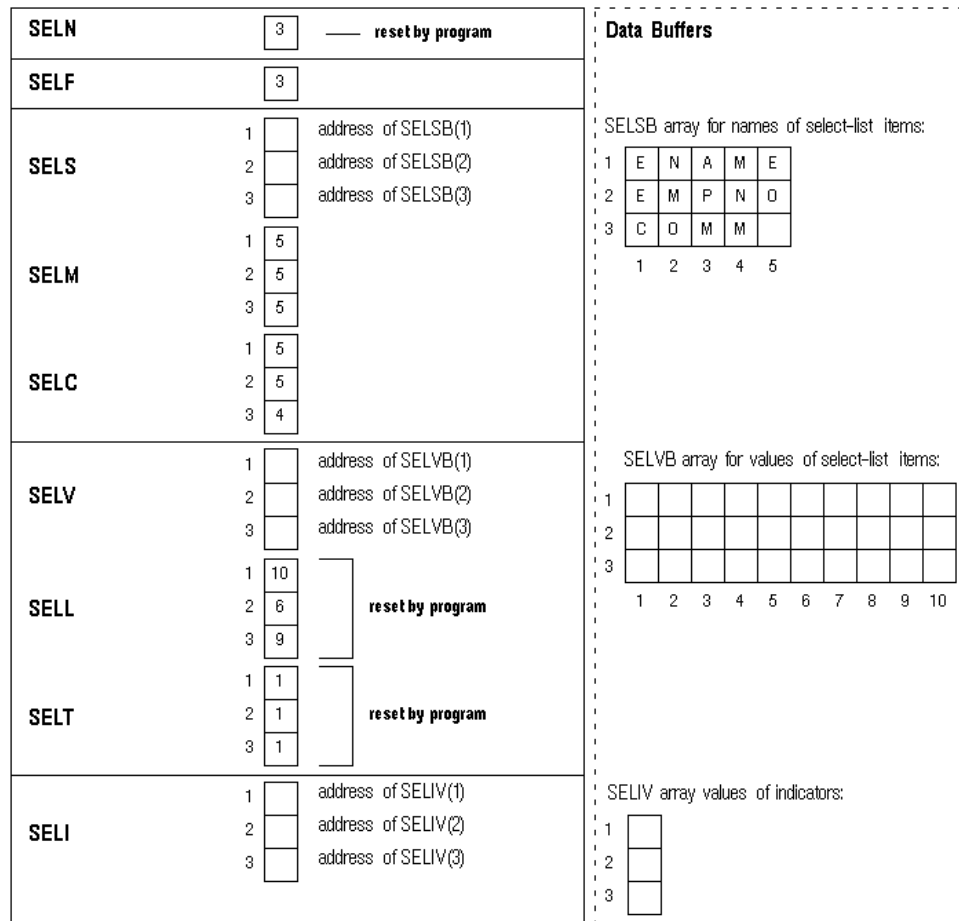 SELN 3 reset by program
SELF 3
SELS
1 address of SELSB(1)
2 address of SELSB(2)
3 address of SELSB(3)
SELM
1 5
2 5
3 5
SELC
1 5
2 5
3 4
SELV
1 address of SELVB(1)
2 address of SELVB(2)
3 address of SELVB(3)
SELL
1 10
2 6 reset by program
3 9
SELT
1 1
2 1 reset by program
3 1
SELI
1 address of SELIV(1)
2 address of SELIV(2)
3 address of SELIV(3)
Data Buffers
SELSB array for names of select-list items:
1 E N A M E
2 E M P N O
3 C O M M
1 2 3 4 5
SELVB array for values of select-list items:
1
2
3
1 2 3 4 5 6 7 8 9 10
SELIV array values of indicators:
1
2
3